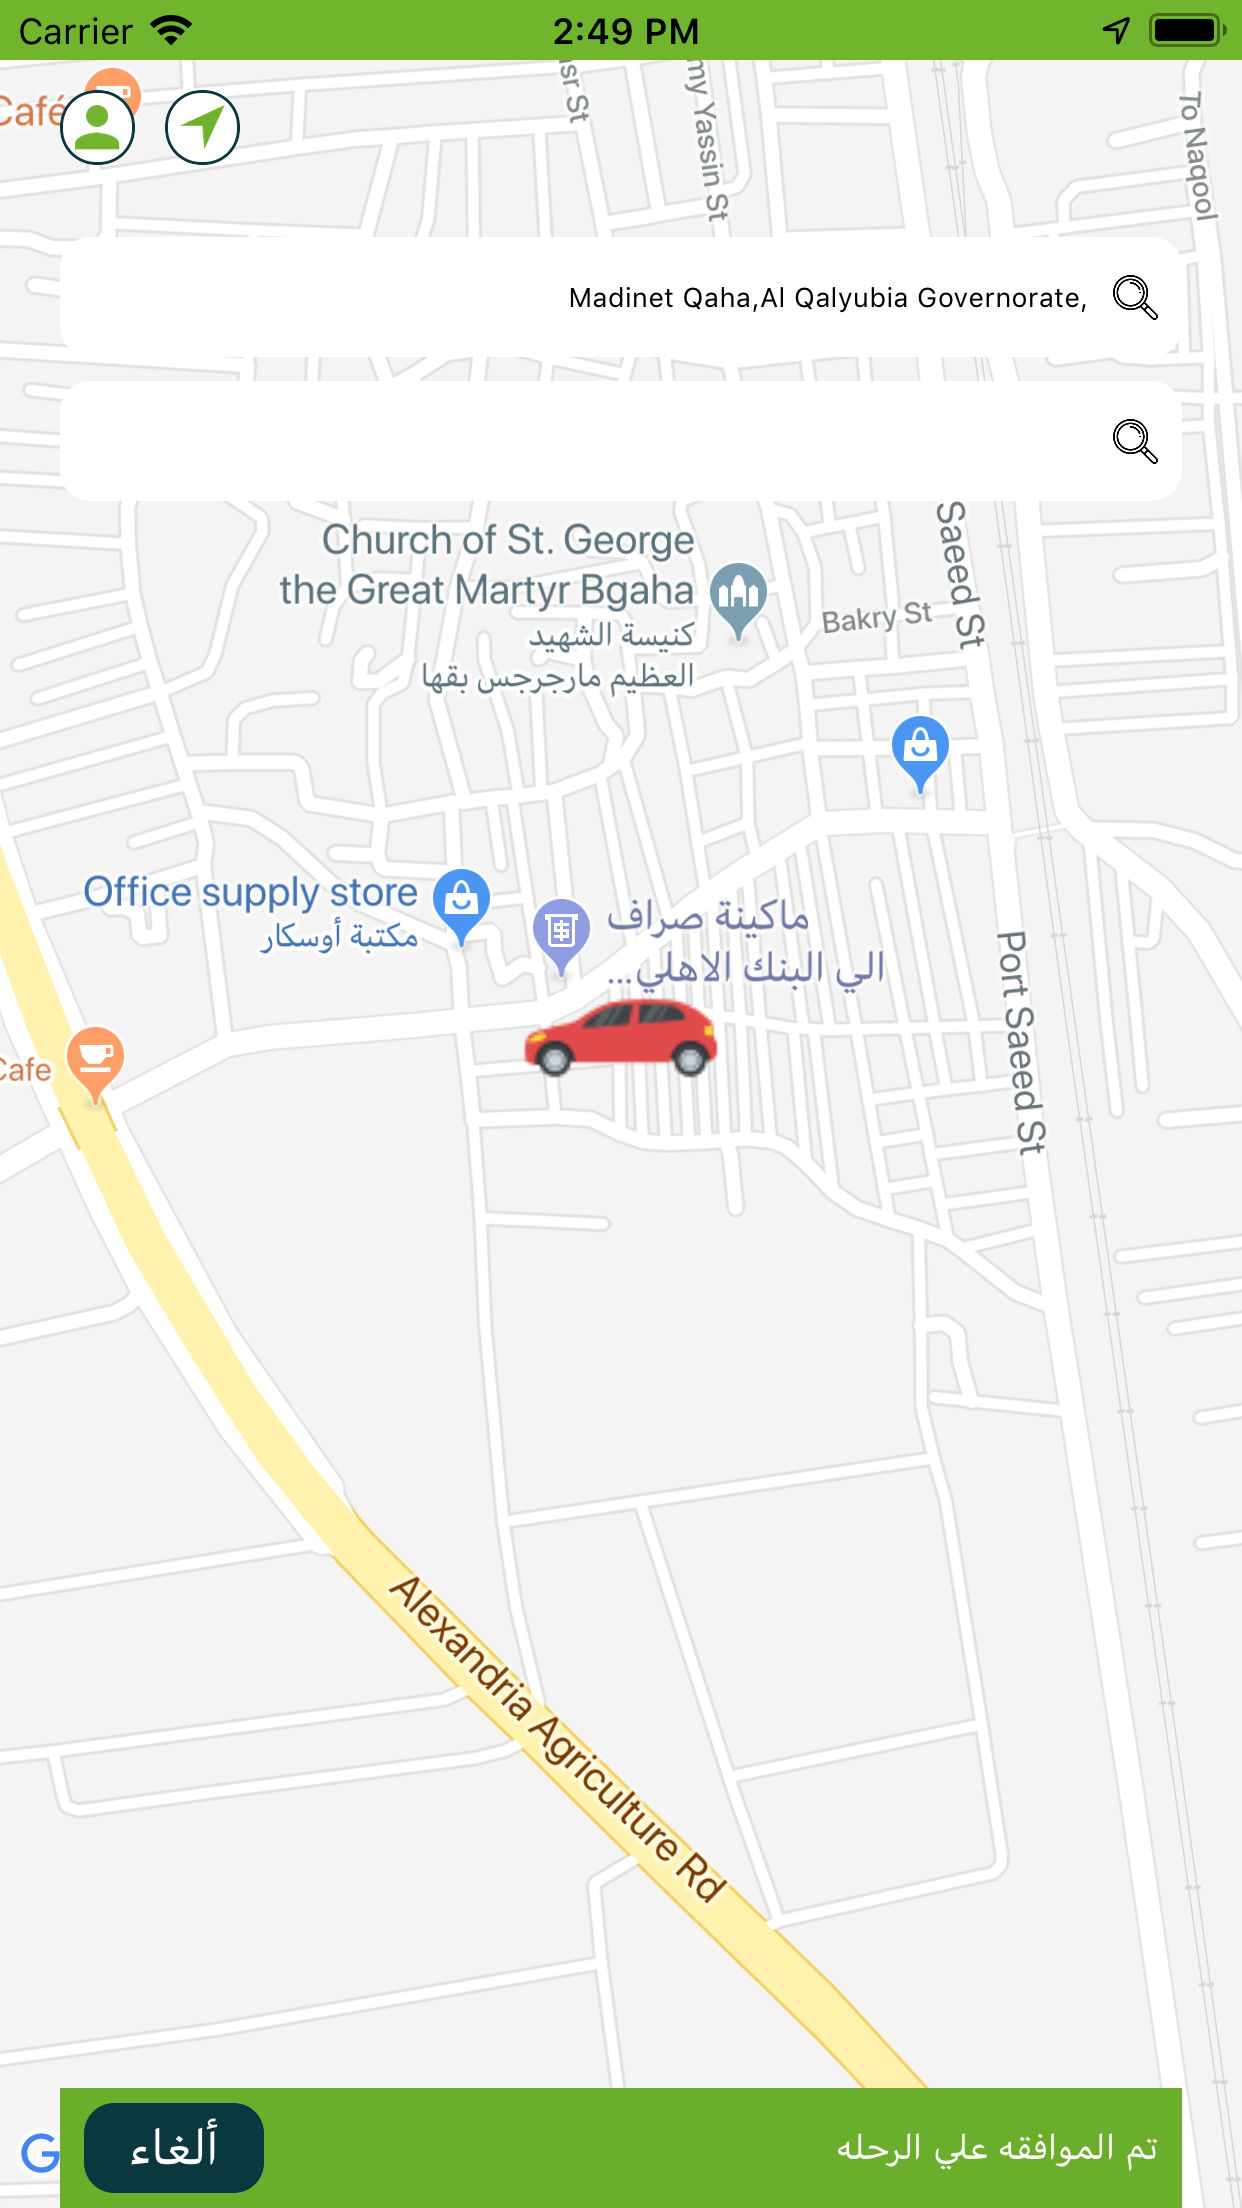 Carrier
2:49 PM
Café
my Yassin St
To Naqool
Madinet Qaha,Al Qalyubia Governorate,
Church of St. George
the Great Martyr Bgaha
كنيسة الشهيد
العظيم مارجرجس بقها
Bakry St
Saeed St
Office supply store
مكتبة أوسكار
ماكينة صراف
الي البنك الاهلي...
Port Saeed St
Cafe
Alexandria Agriculture Rd
G
ألغاء
تم الموافقه علي الرحله